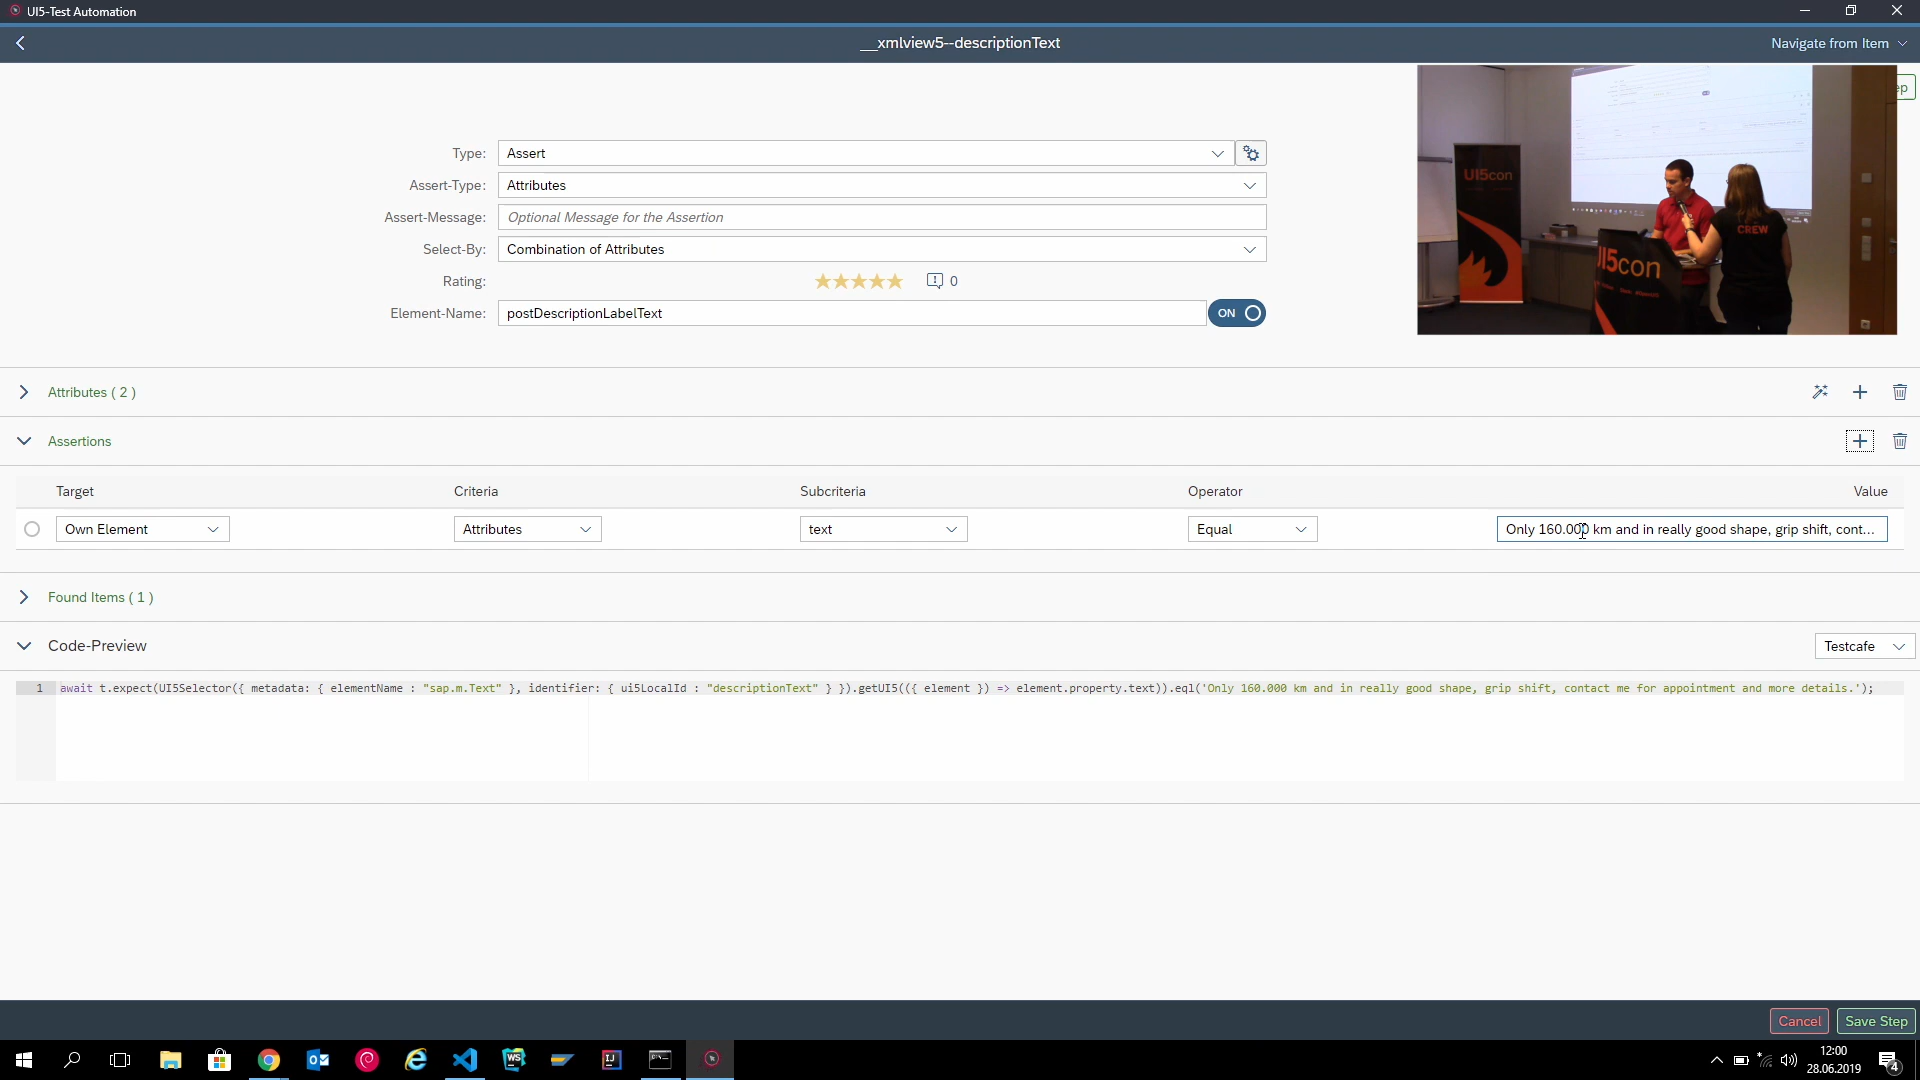 UI5-Test Automation
__xmlview5--descriptionText
Navigate from Item
ep
Type:
Assert
Assert-Type:
Attributes
Assert-Message:
Optional Message for the Assertion
Select-By:
Combination of Attributes
Rating:
0
Element-Name:
postDescriptionLabelText
ON
UI5con
UI5con
CREW
Attributes ( 2 )
Assertions
Target Criteria Subcriteria Operator Value
Own Element Attributes text Equal Only 160.000 km and in really good shape, grip shift, cont...
Found Items ( 1 )
Code-Preview
Testcafe
1 await t.expect(UI5Selector({ metadata: { elementName : "sap.m.Text" }, identifier: { ui5LocalId : "descriptionText" } }).getUI5(({ element }) => element.property.text)).eql('Only 160.000 km and in really good shape, grip shift, contact me for appointment and more details.');
Cancel
Save Step
WS
IJ
12:00
28.06.2019
4